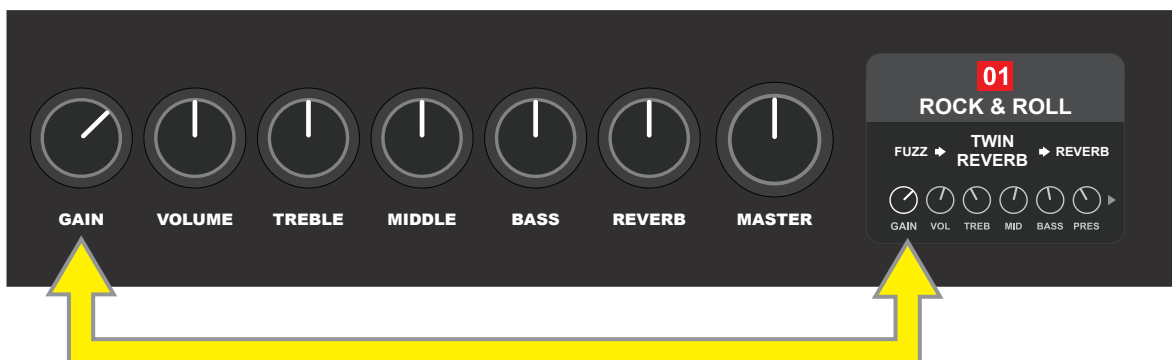 GAIN VOLUME TREBLE MIDDLE BASS REVERB MASTER
01
ROCK & ROLL
FUZZ TWIN REVERB REVERB
GAIN VOL TREB MID BASS PRES